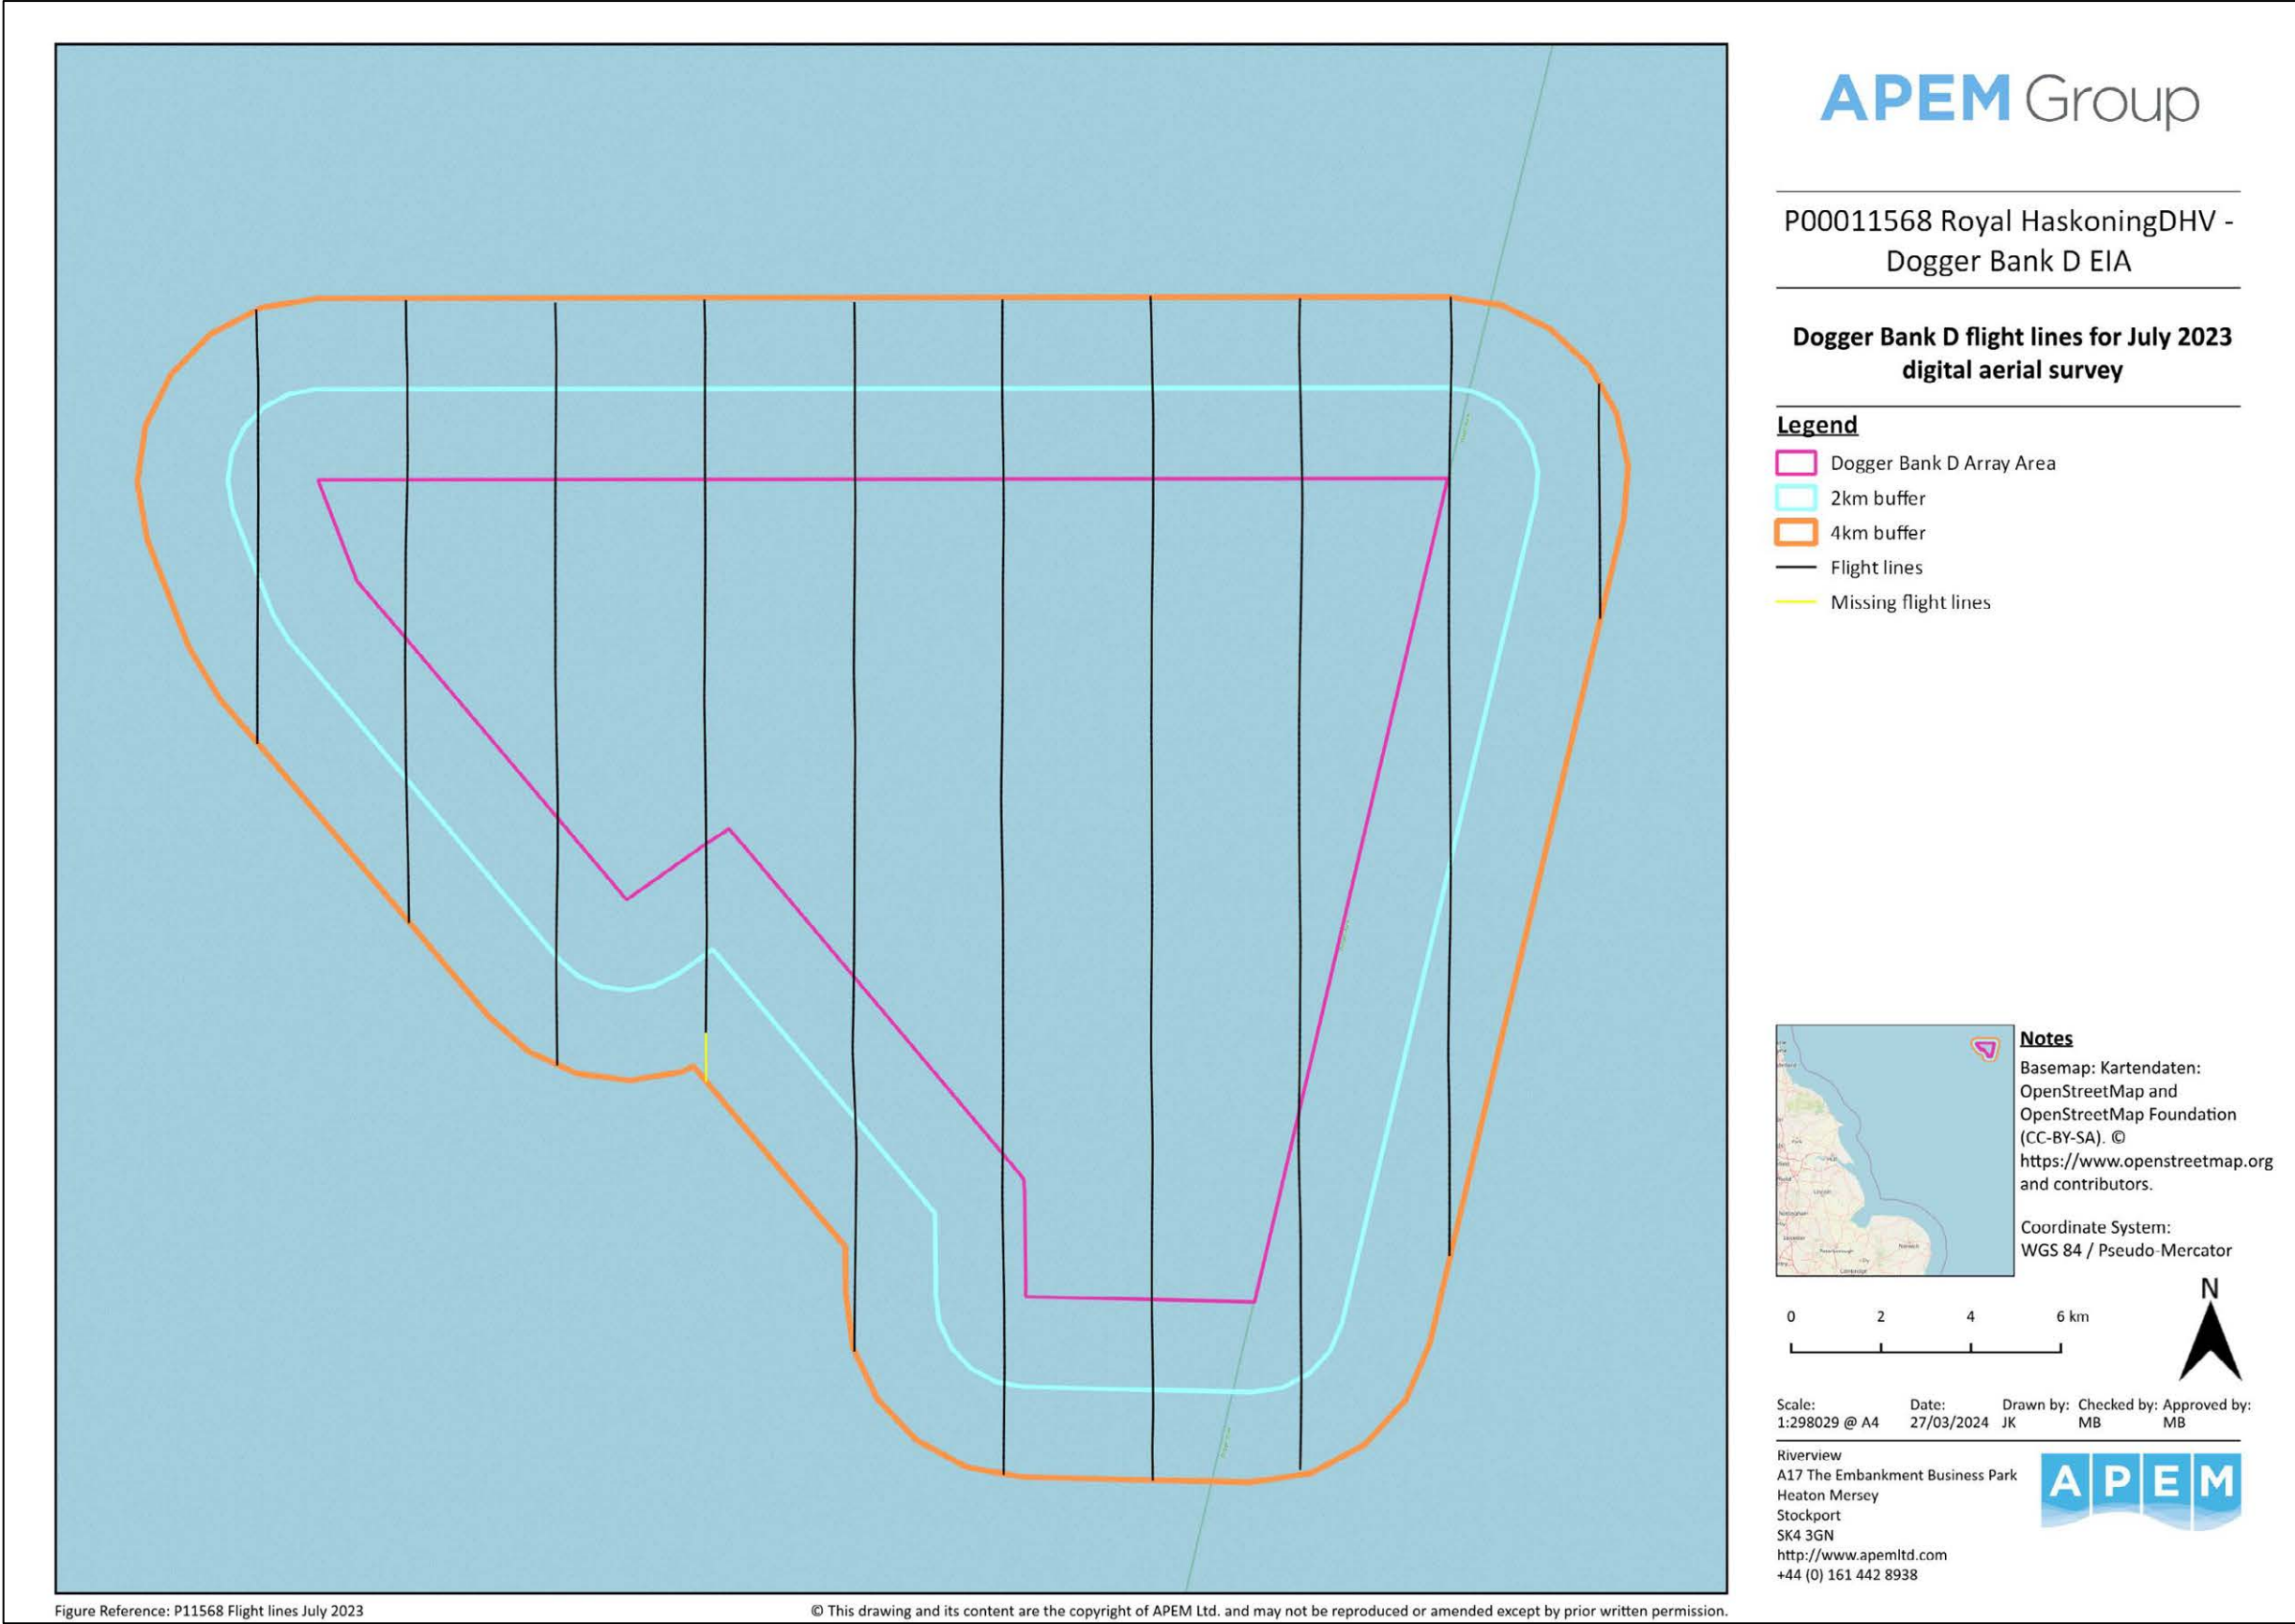 APEM Group
P00011568 Royal HaskoningDHV -
Dogger Bank D EIA
Dogger Bank D flight lines for July 2023
digital aerial survey
Legend
Dogger Bank D Array Area
2km buffer
4km buffer
Flight lines
Missing flight lines
Notes
Basemap: Kartendaten:
OpenStreetMap and
OpenStreetMap Foundation
(CC-BY-SA). ©
https://www.openstreetmap.org
and contributors.
Coordinate System:
WGS 84 / Pseudo-Mercator
N
0 2 4 6 km
Scale: Date: Drawn by: Checked by: Approved by:
1:298029 @ A4 27/03/2024 JK MB MB
Riverview
A17 The Embankment Business Park
Heaton Mersey
Stockport
SK4 3GN
http://www.apemltd.com
+44 (0) 161 442 8938
APEM
Figure Reference: P11568 Flight lines July 2023
© This drawing and its content are the copyright of APEM Ltd. and may not be reproduced or amended except by prior written permission.